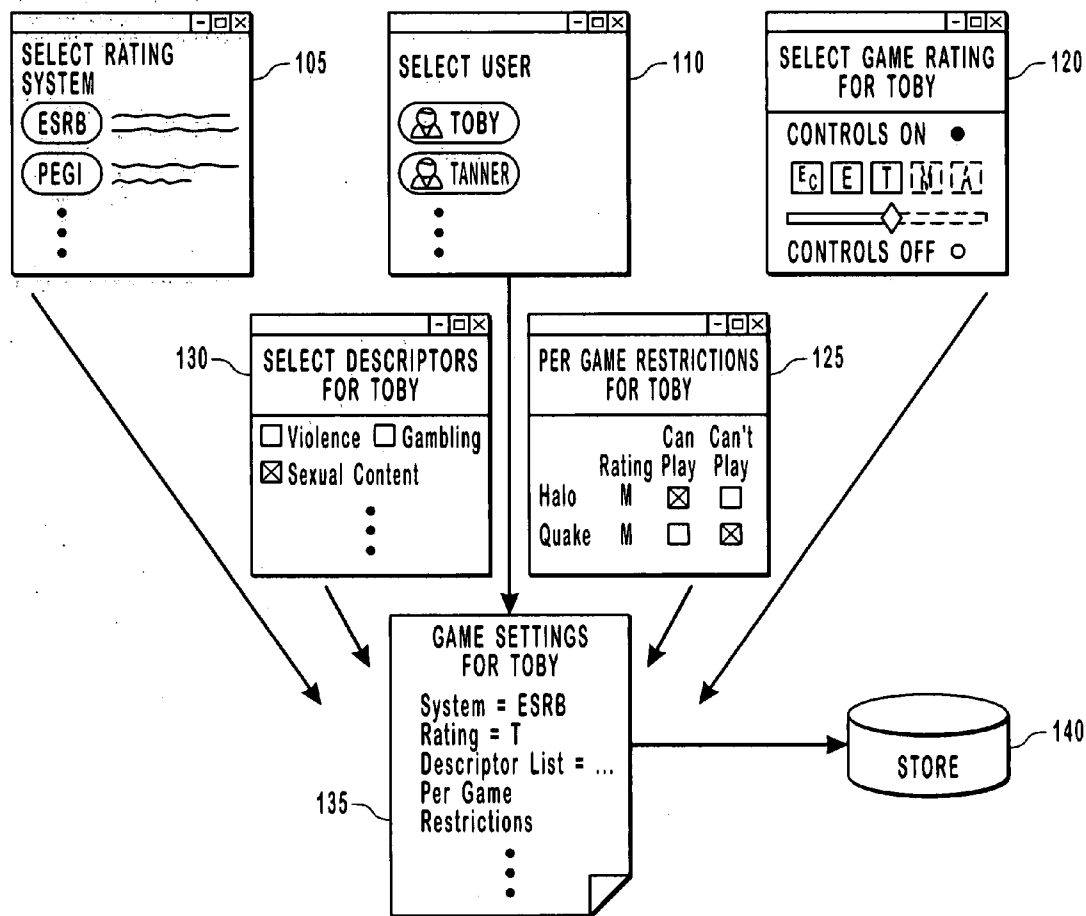 SELECT RATING
SYSTEM
ESRB
PEGI
105
SELECT USER
TOBY
TANNER
110
SELECT GAME RATING
FOR TOBY
CONTROLS ON
EC E T M A
CONTROLS OFF
120
130
SELECT DESCRIPTORS
FOR TOBY
Violence Gambling
Sexual Content
PER GAME RESTRICTIONS
FOR TOBY
Can Can't
Rating Play Play
Halo M
Quake M
125
GAME SETTINGS
FOR TOBY
System = ESRB
Rating = T
Descriptor List = ...
Per Game
Restrictions
135
STORE
140